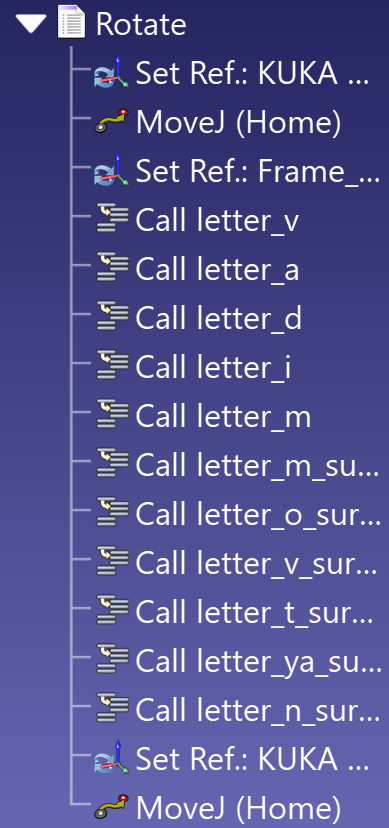 Rotate
Set Ref.: KUKA ...
MoveJ (Home)
Set Ref.: Frame_...
Call letter_v
Call letter_a
Call letter_d
Call letter_i
Call letter_m
Call letter_m_su...
Call letter_o_sur...
Call letter_v_sur...
Call letter_t_sur...
Call letter_ya_su...
Call letter_n_sur...
Set Ref.: KUKA ...
MoveJ (Home)